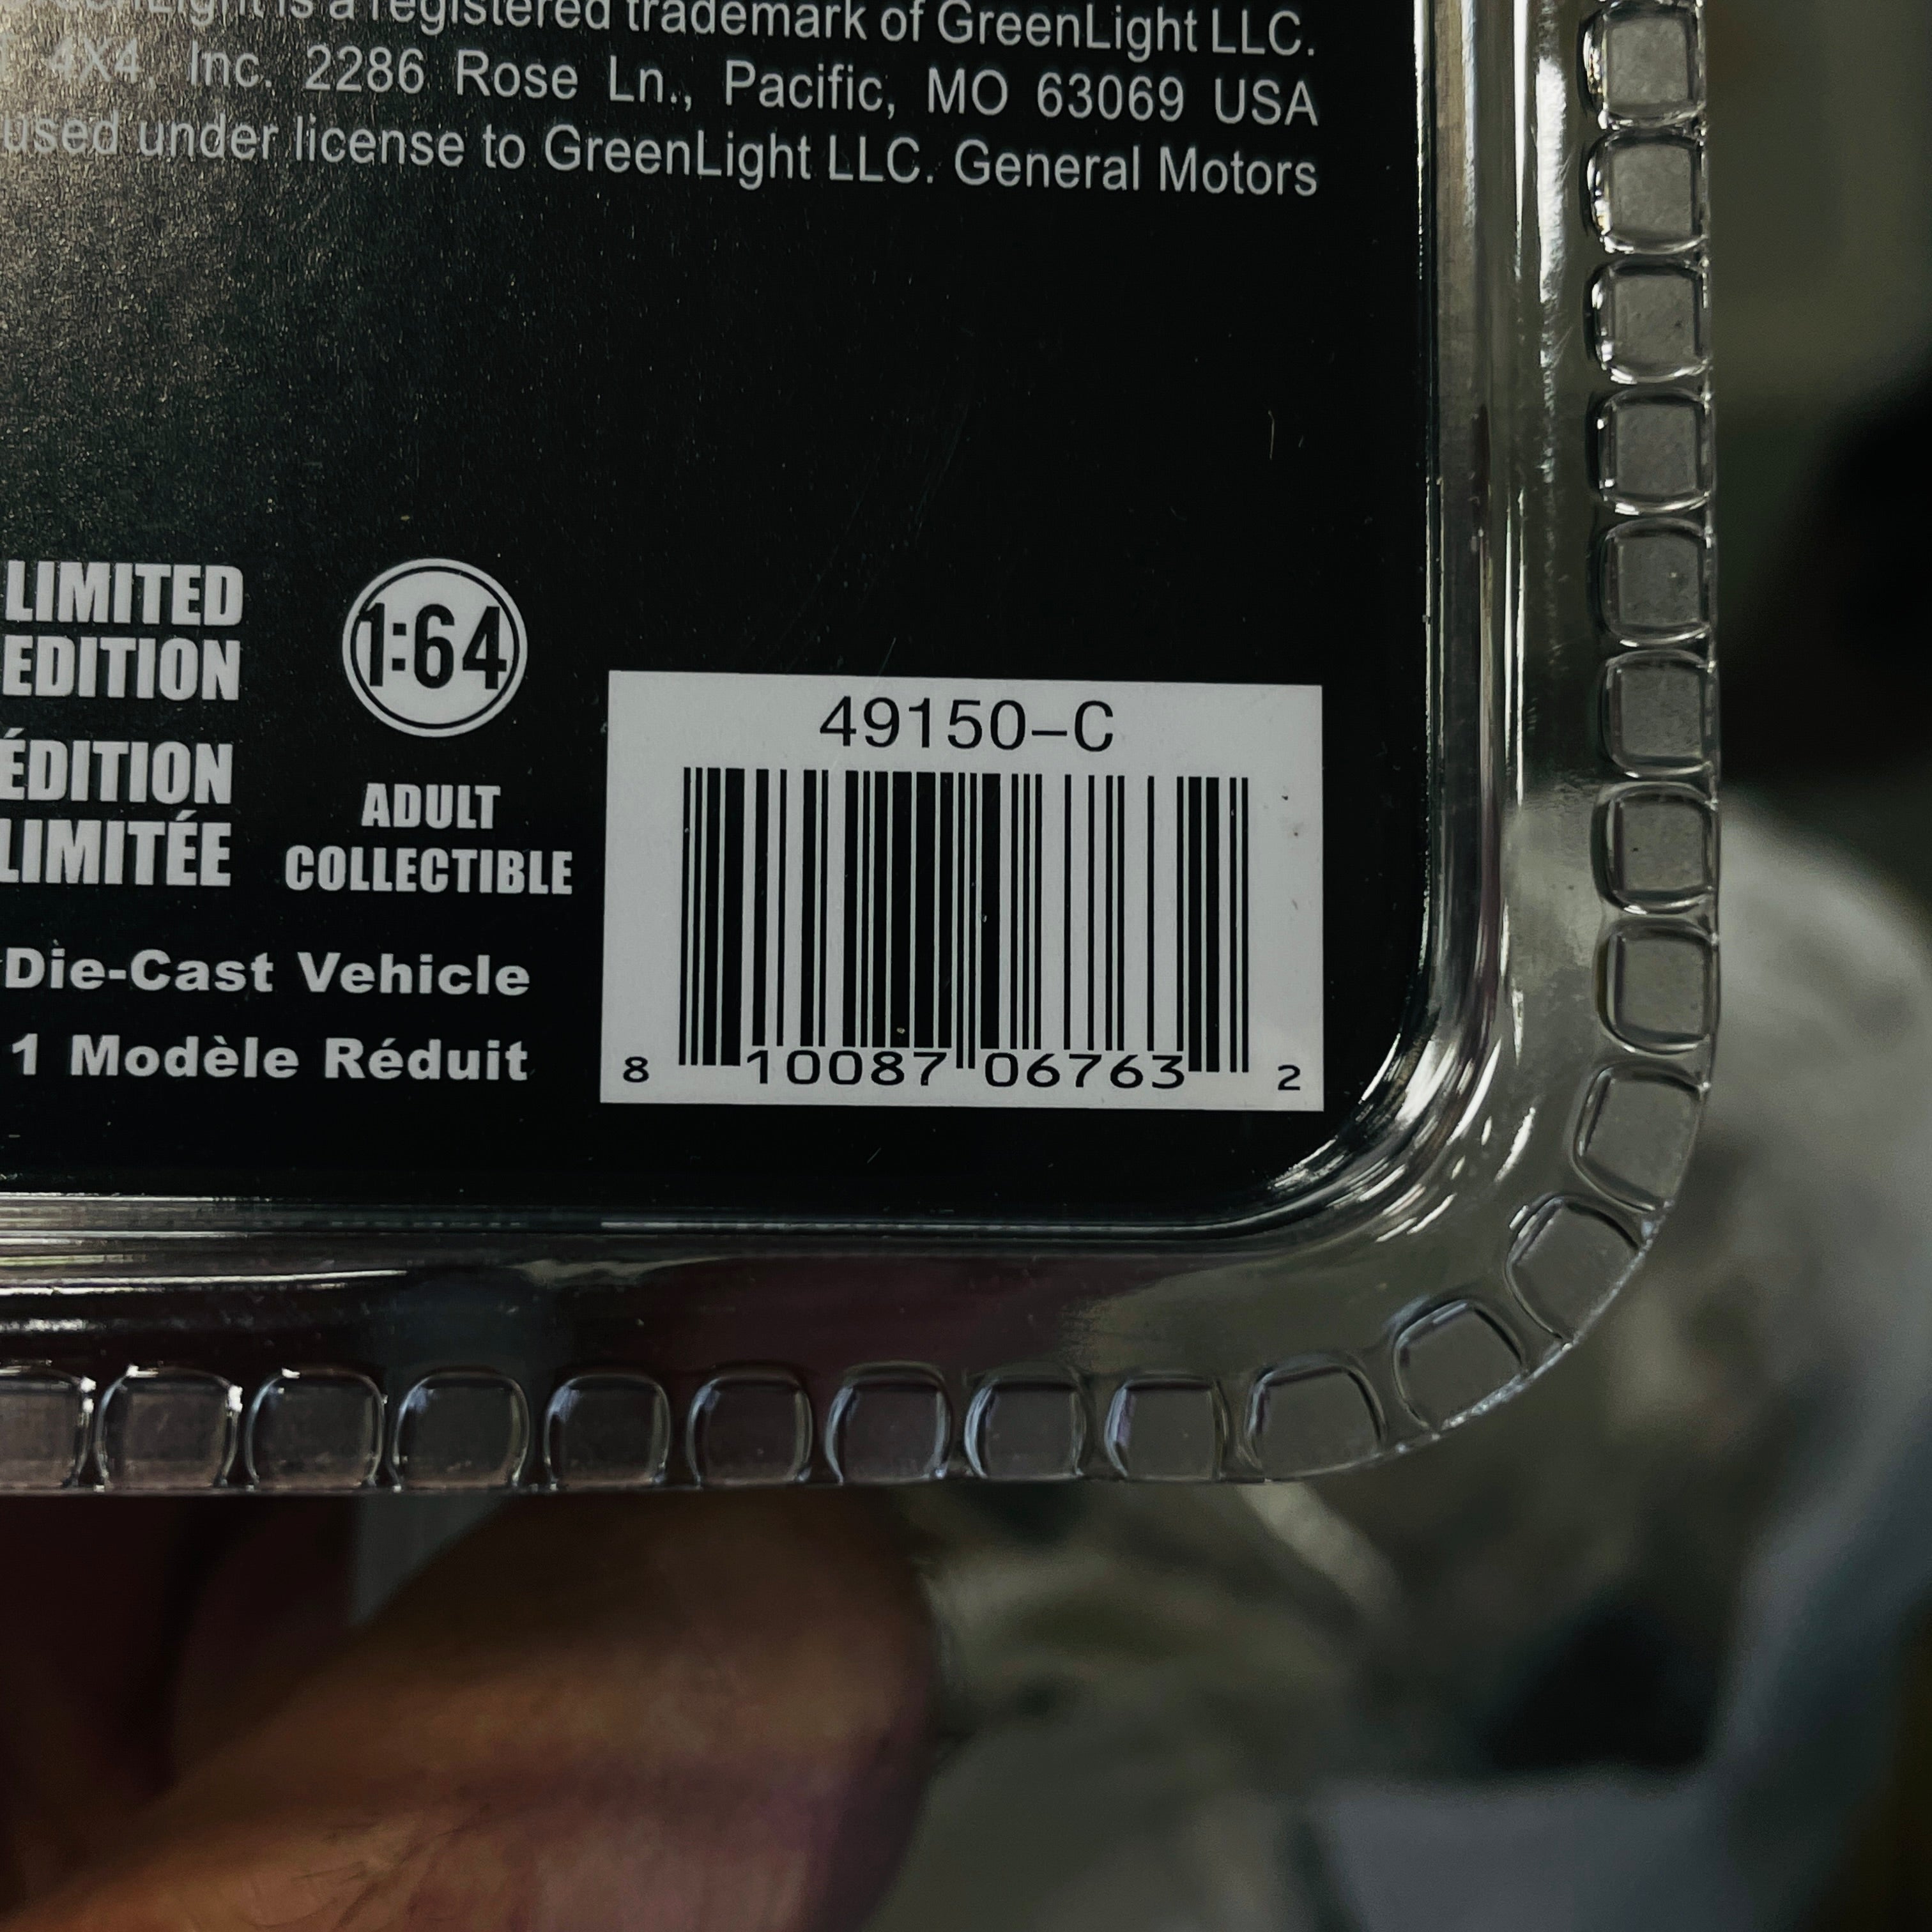 is a registered trademark of GreenLight LLC.
4X4, Inc. 2286 Rose Ln., Pacific, MO 63069 USA
used under license to GreenLight LLC. General Motors
LIMITED
EDITION
1:64
ÉDITION
LIMITÉE
ADULT
COLLECTIBLE
Die-Cast Vehicle
1 Modèle Réduit
49150-C
8 10087 06763 2